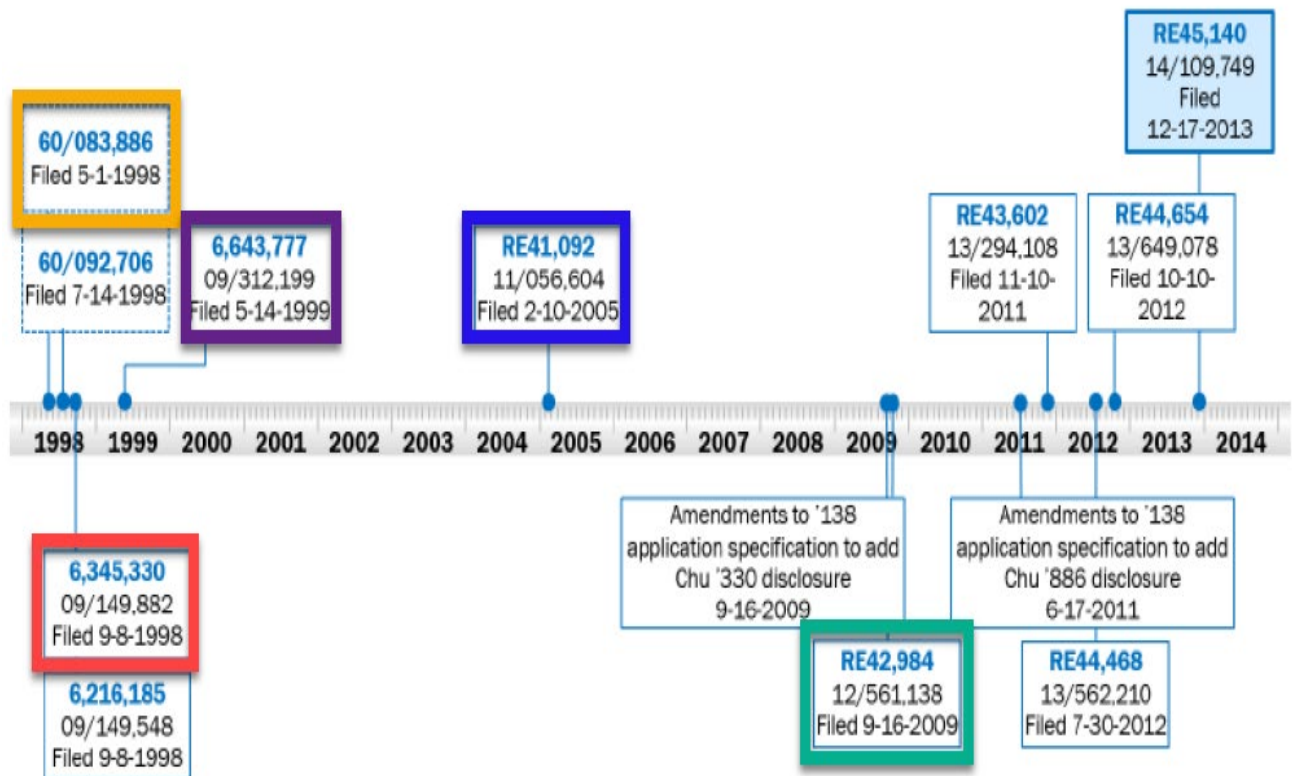 RE45,140
14/109,749
Filed
12-17-2013
60/083,886
Filed 5-1-1998
60/092,706
Filed 7-14-1998
6,643,777
09/312,199
Filed 5-14-1999
RE41,092
11/056,604
Filed 2-10-2005
RE43,602
13/294,108
Filed 11-10-
2011
RE44,654
13/649,078
Filed 10-10-
2012
1998 1999 2000 2001 2002 2003 2004 2005 2006 2007 2008 2009 2010 2011 2012 2013 2014
Amendments to '138
application specification to add
Chu '330 disclosure
9-16-2009
Amendments to '138
application specification to add
Chu '886 disclosure
6-17-2011
6,345,330
09/149,882
Filed 9-8-1998
6,216,185
09/149,548
Filed 9-8-1998
RE42,984
12/561,138
Filed 9-16-2009
RE44,468
13/562,210
Filed 7-30-2012